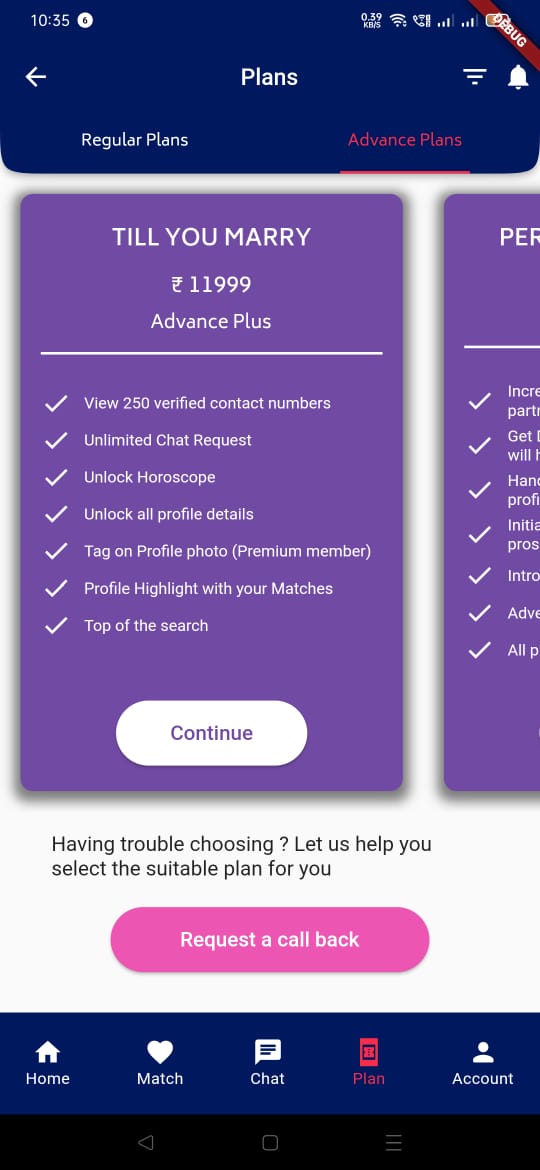 10:35 6
0.39
KB/S
DEBUG
Plans
Regular Plans
Advance Plans
TILL YOU MARRY
₹ 11999
Advance Plus
View 250 verified contact numbers
Unlimited Chat Request
Unlock Horoscope
Unlock all profile details
Tag on Profile photo (Premium member)
Profile Highlight with your Matches
Top of the search
Continue
PER
Incre
partn
Get
will h
Hand
profi
Initia
pros
Intro
Adve
All p
Having trouble choosing ? Let us help you
select the suitable plan for you
Request a call back
Home
Match
Chat
Plan
Account